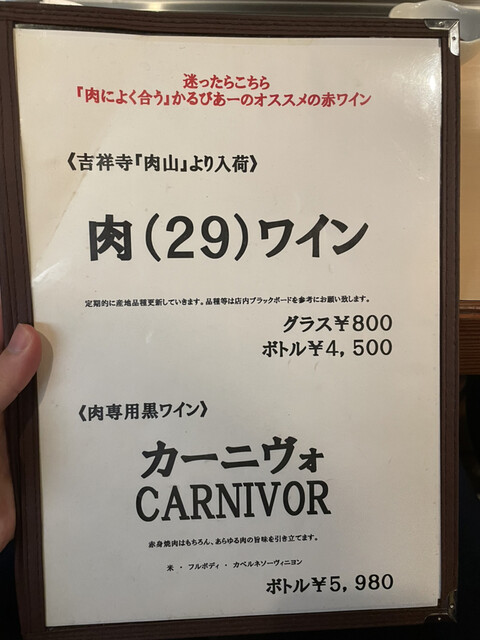 迷ったらこちら
『肉によく合う』かるびあーのオススメの赤ワイン
《吉祥寺『肉山』より入荷》
肉（29）ワイン
定期的に産地品種更新していきます。品種等は店内ブラックボードを参考にお願い致します。
グラス￥800
ボトル￥4，500
《肉専用黒ワイン》
カーニヴォ
CARNIVOR
赤身焼肉はもちろん、あらゆる肉の旨味を引き立てます。
米 ・ フルボディ ・ カベルネソーヴィニヨン
ボトル￥5，980